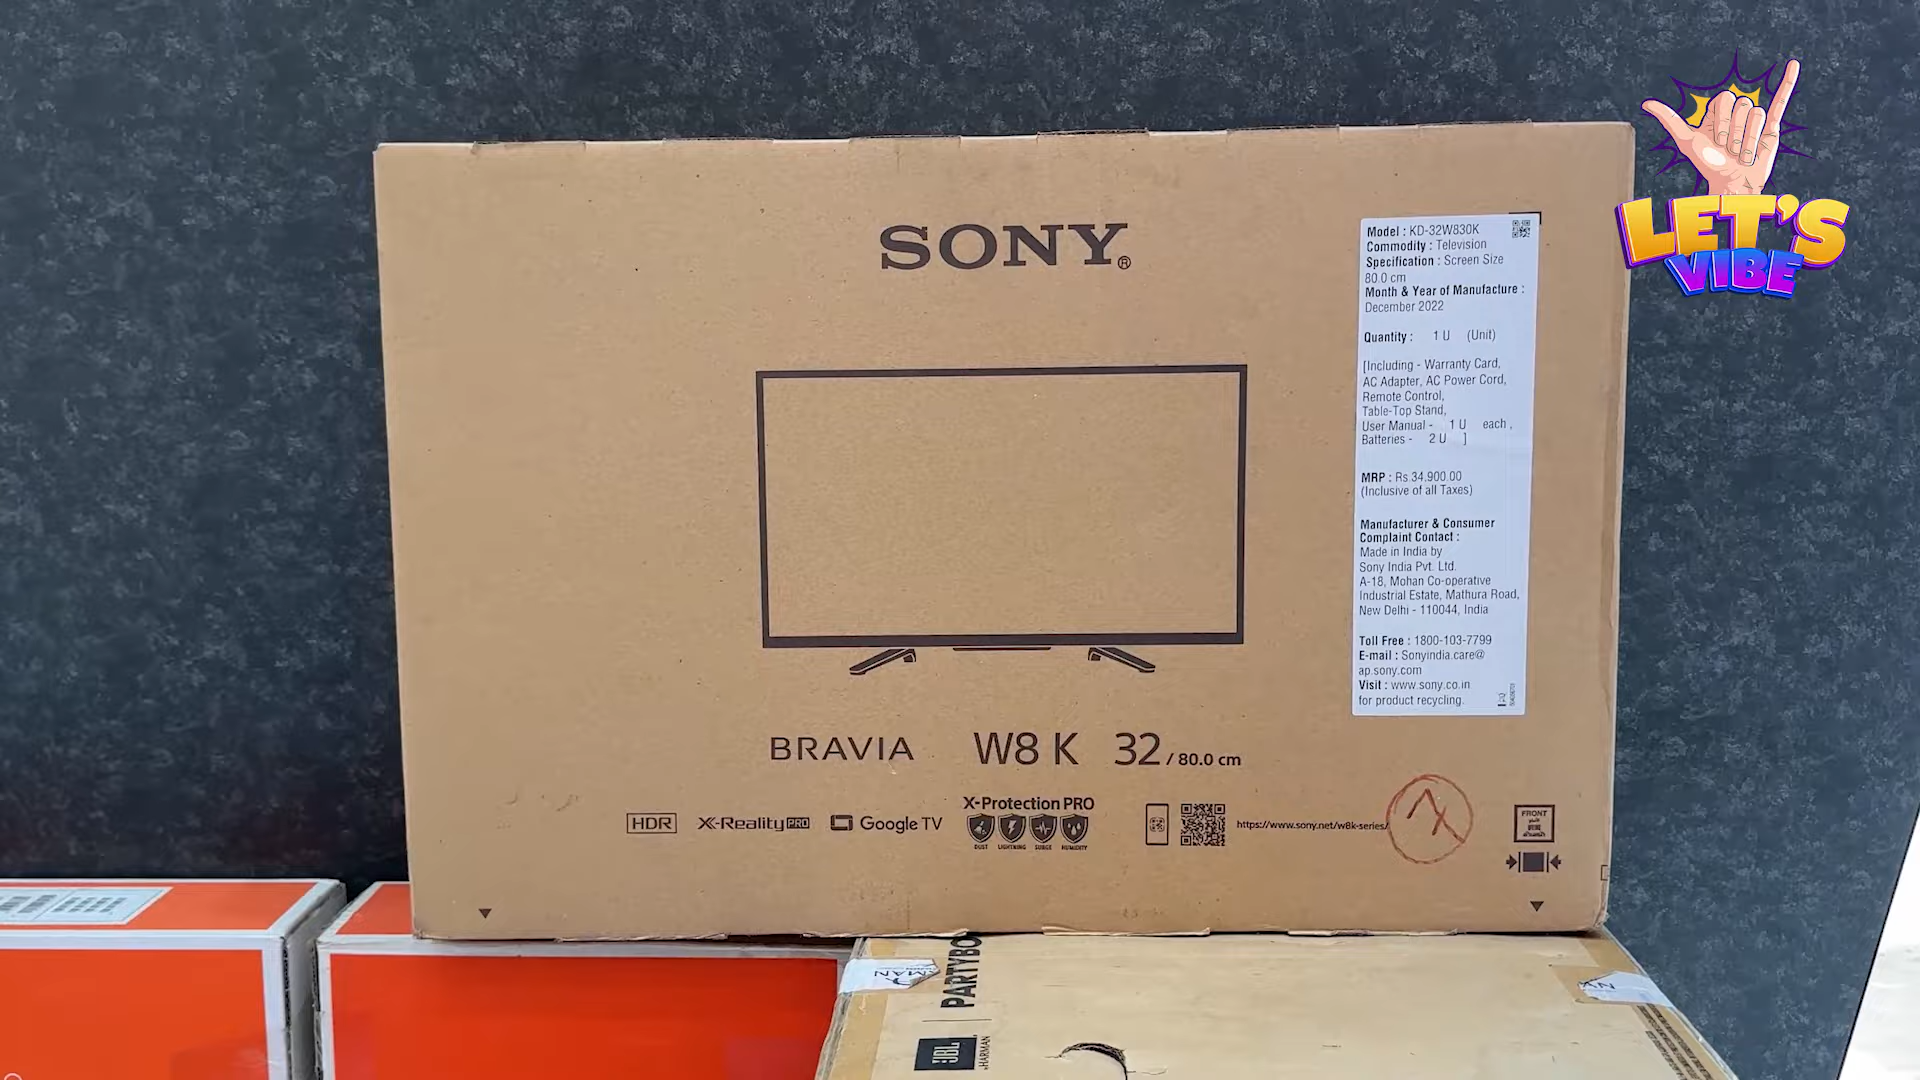 LET'S
VIBE
SONY®
Model : KD-32W830K
Commodity : Television
Specification : Screen Size
80.0 cm
Month & Year of Manufacture :
December 2022
Quantity : 1 U (Unit)
[Including - Warranty Card,
AC Adapter, AC Power Cord,
Remote Control,
Table-Top Stand,
User Manual - 1 U each ,
Batteries - 2 U ]
MRP : Rs.34,900.00
(Inclusive of all Taxes)
Manufacturer & Consumer
Complaint Contact :
Made in India by
Sony India Pvt. Ltd.
A-18, Mohan Co-operative
Industrial Estate, Mathura Road,
New Delhi - 110044, India
Toll Free : 1800-103-7799
E-mail : Sonyindia.care@
ap.sony.com
Visit : www.sony.co.in
for product recycling.
BRAVIA W8 K 32 / 80.0 cm
HDR X-Reality PRO Google TV
X-Protection PRO
DUST LIGHTNING SURGE HUMIDITY
https://www.sony.net/w8k-series/
FRONT
PARTYBO
JBL
HARMAN